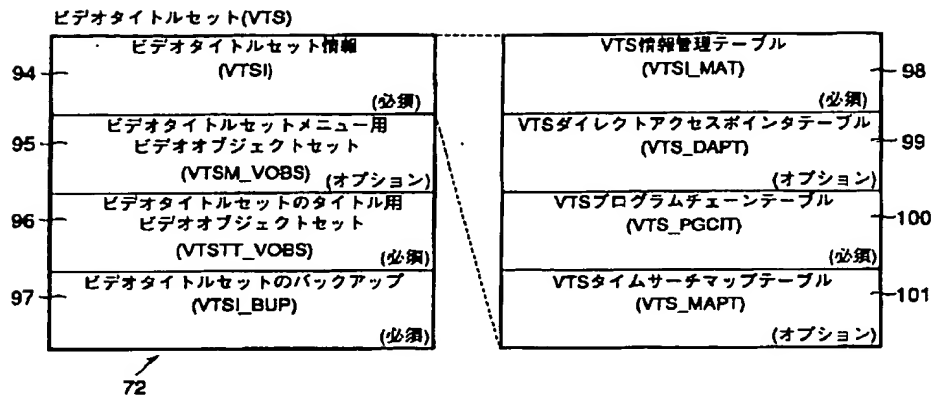 ビデオタイトルセット(VTS)
ビデオタイトルセット情報
(VTSI)
94
(必須)
ビデオタイトルセットメニュー用
95
ビデオオブジェクトセット
(VTSM_VOBS)
(オプション)
ビデオタイトルセットのタイトル用
96
ビデオオブジェクトセット
(VTSTT_VOBS)
(必須)
ビデオタイトルセットのバックアップ
97
(VTSI_BUP)
(必須)
72
VTS情報管理テーブル
(VTSI_MAT)
98
(必須)
VTSダイレクトアクセスポインタテーブル
(VTS_DAPT)
99
(オプション)
VTSプログラムチェーンテーブル
(VTS_PGCIT)
100
(必須)
VTSタイムサーチマップテーブル
(VTS_MAPT)
101
(オプション)